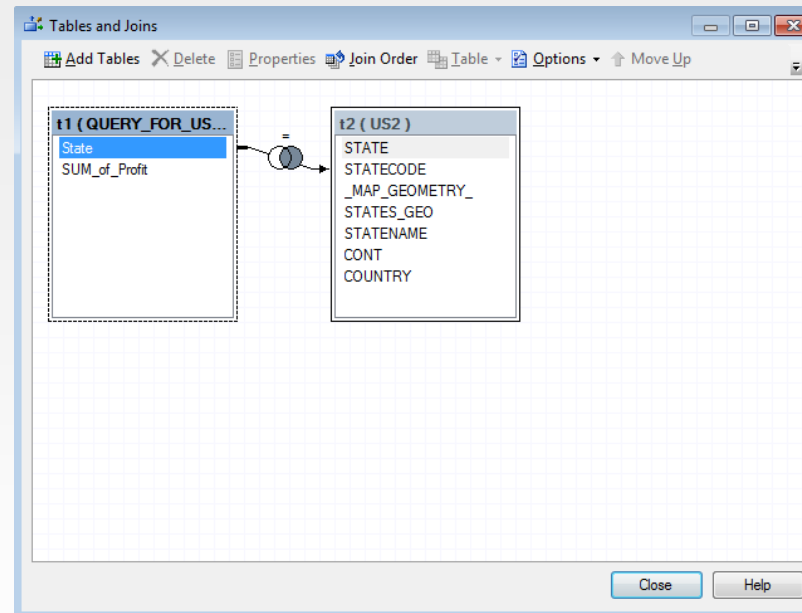 Tables and Joins
Add Tables Delete Properties Join Order Table Options Move Up
t1 ( QUERY_FOR_US...
State
SUM_of_Profit
=
t2 ( US2 )
STATE
STATECODE
_MAP_GEOMETRY_
STATES_GEO
STATENAME
CONT
COUNTRY
Close Help